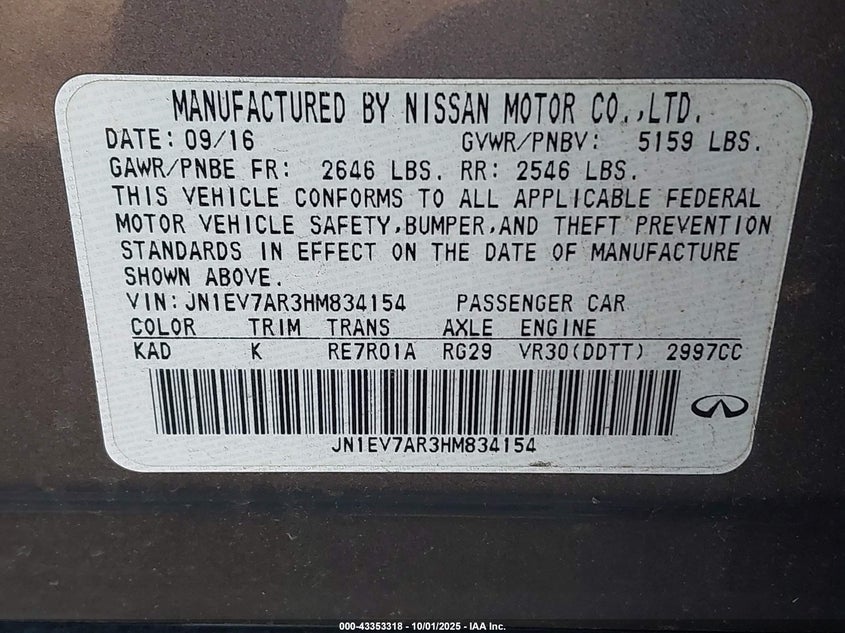 MANUFACTURED BY NISSAN MOTOR CO.,LTD.
DATE: 09/16 GVWR/PNBV: 5159 LBS.
GAWR/PNBE FR: 2646 LBS. RR: 2546 LBS.
THIS VEHICLE CONFORMS TO ALL APPLICABLE FEDERAL
MOTOR VEHICLE SAFETY,BUMPER,AND THEFT PREVENTION
STANDARDS IN EFFECT ON THE DATE OF MANUFACTURE
SHOWN ABOVE.
VIN:JN1EV7AR3HM834154 PASSENGER CAR
COLOR TRIM TRANS AXLE ENGINE
KAD K RE7R01A RG29 VR30(DDTT) 2997CC
JN1EV7AR3HM834154
000-43353318 - 10/01/2025 - IAA Inc.